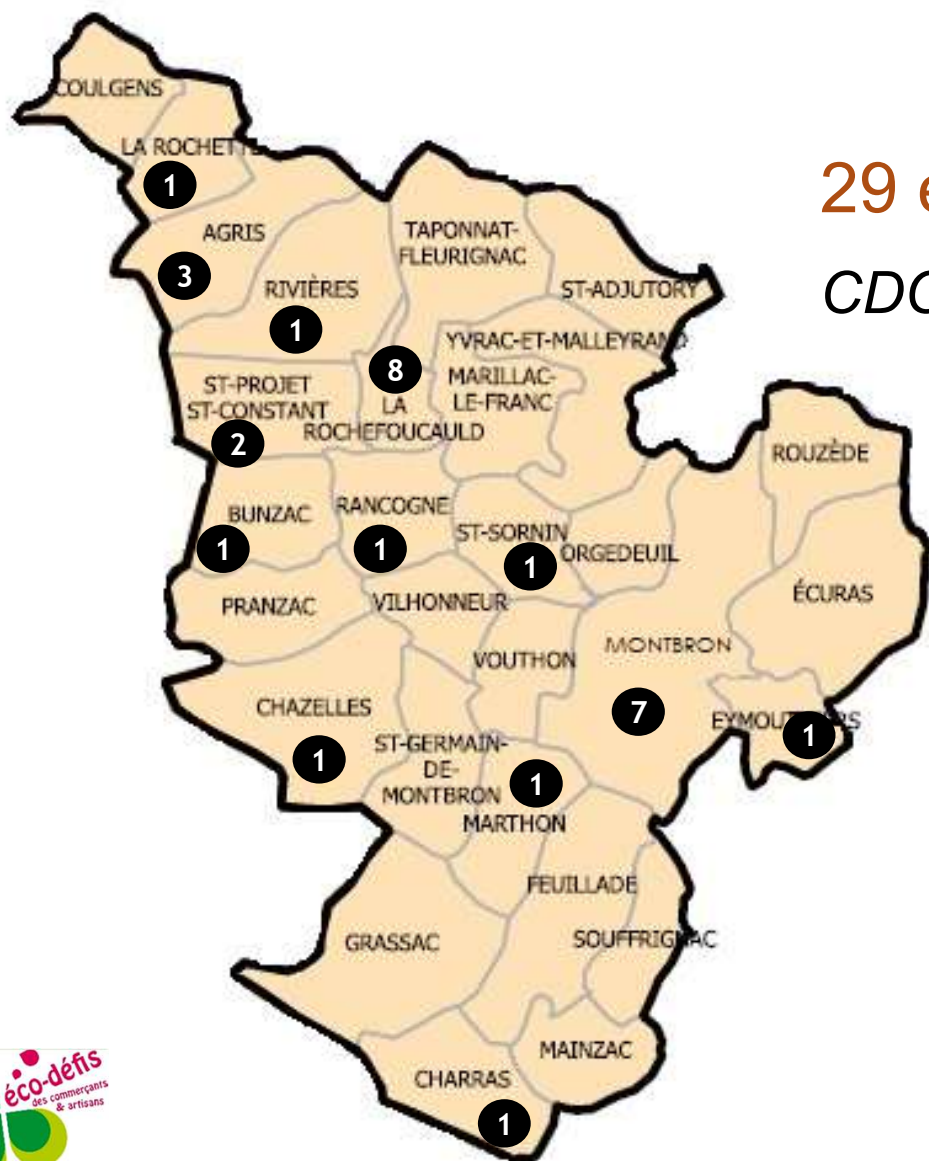 COULGENS
LA ROCHETTE
1
29 e
AGRIS
TAPONNAT-
FLEURIGNAC
3
RIVIÈRES
ST-ADJUTORY
CDC
1
YVRAC-ET-MALLEYRAND
8
ST-PROJET
ST-CONSTANT
MARILLAC-
LE-FRANC
LA
ROCHEFOUCAULD
2
ROUZÈDE
BUNZAC
RANCOGNE
ST-SORNIN
ORGEDEUIL
1
1
1
ÉCURAS
PRANZAC
VILHONNEUR
VOUTHON
MONTBRON
CHAZELLES
7
EYMOUTHIERS
1
1
ST-GERMAIN-
DE-
MONTBRON
1
MARTHON
FEUILLADE
GRASSAC
SOUFFRIGNAC
MAINZAC
CHARRAS
1
éco-défis
des commerçants
& artisans